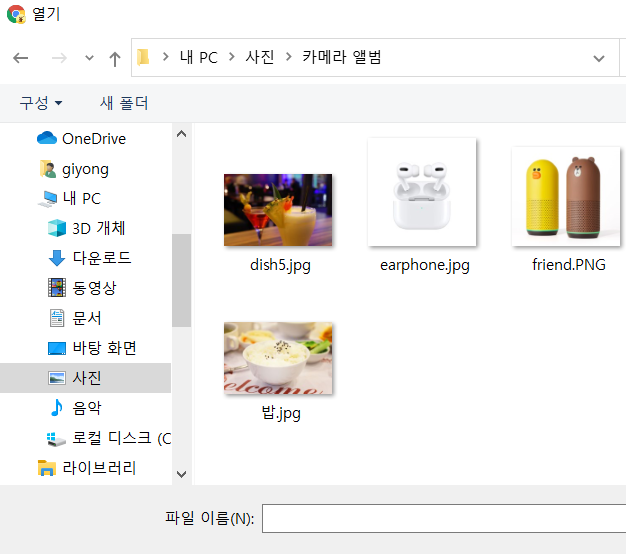 열기
내 PC
사진
카메라 앨범
구성
새 폴더
OneDrive
giyong
내 PC
3D 개체
다운로드
동영상
문서
바탕 화면
사진
음악
로컬 디스크 (C
라이브러리
dish5.jpg
earphone.jpg
friend.PNG
Welcome
밥.jpg
파일 이름(N):